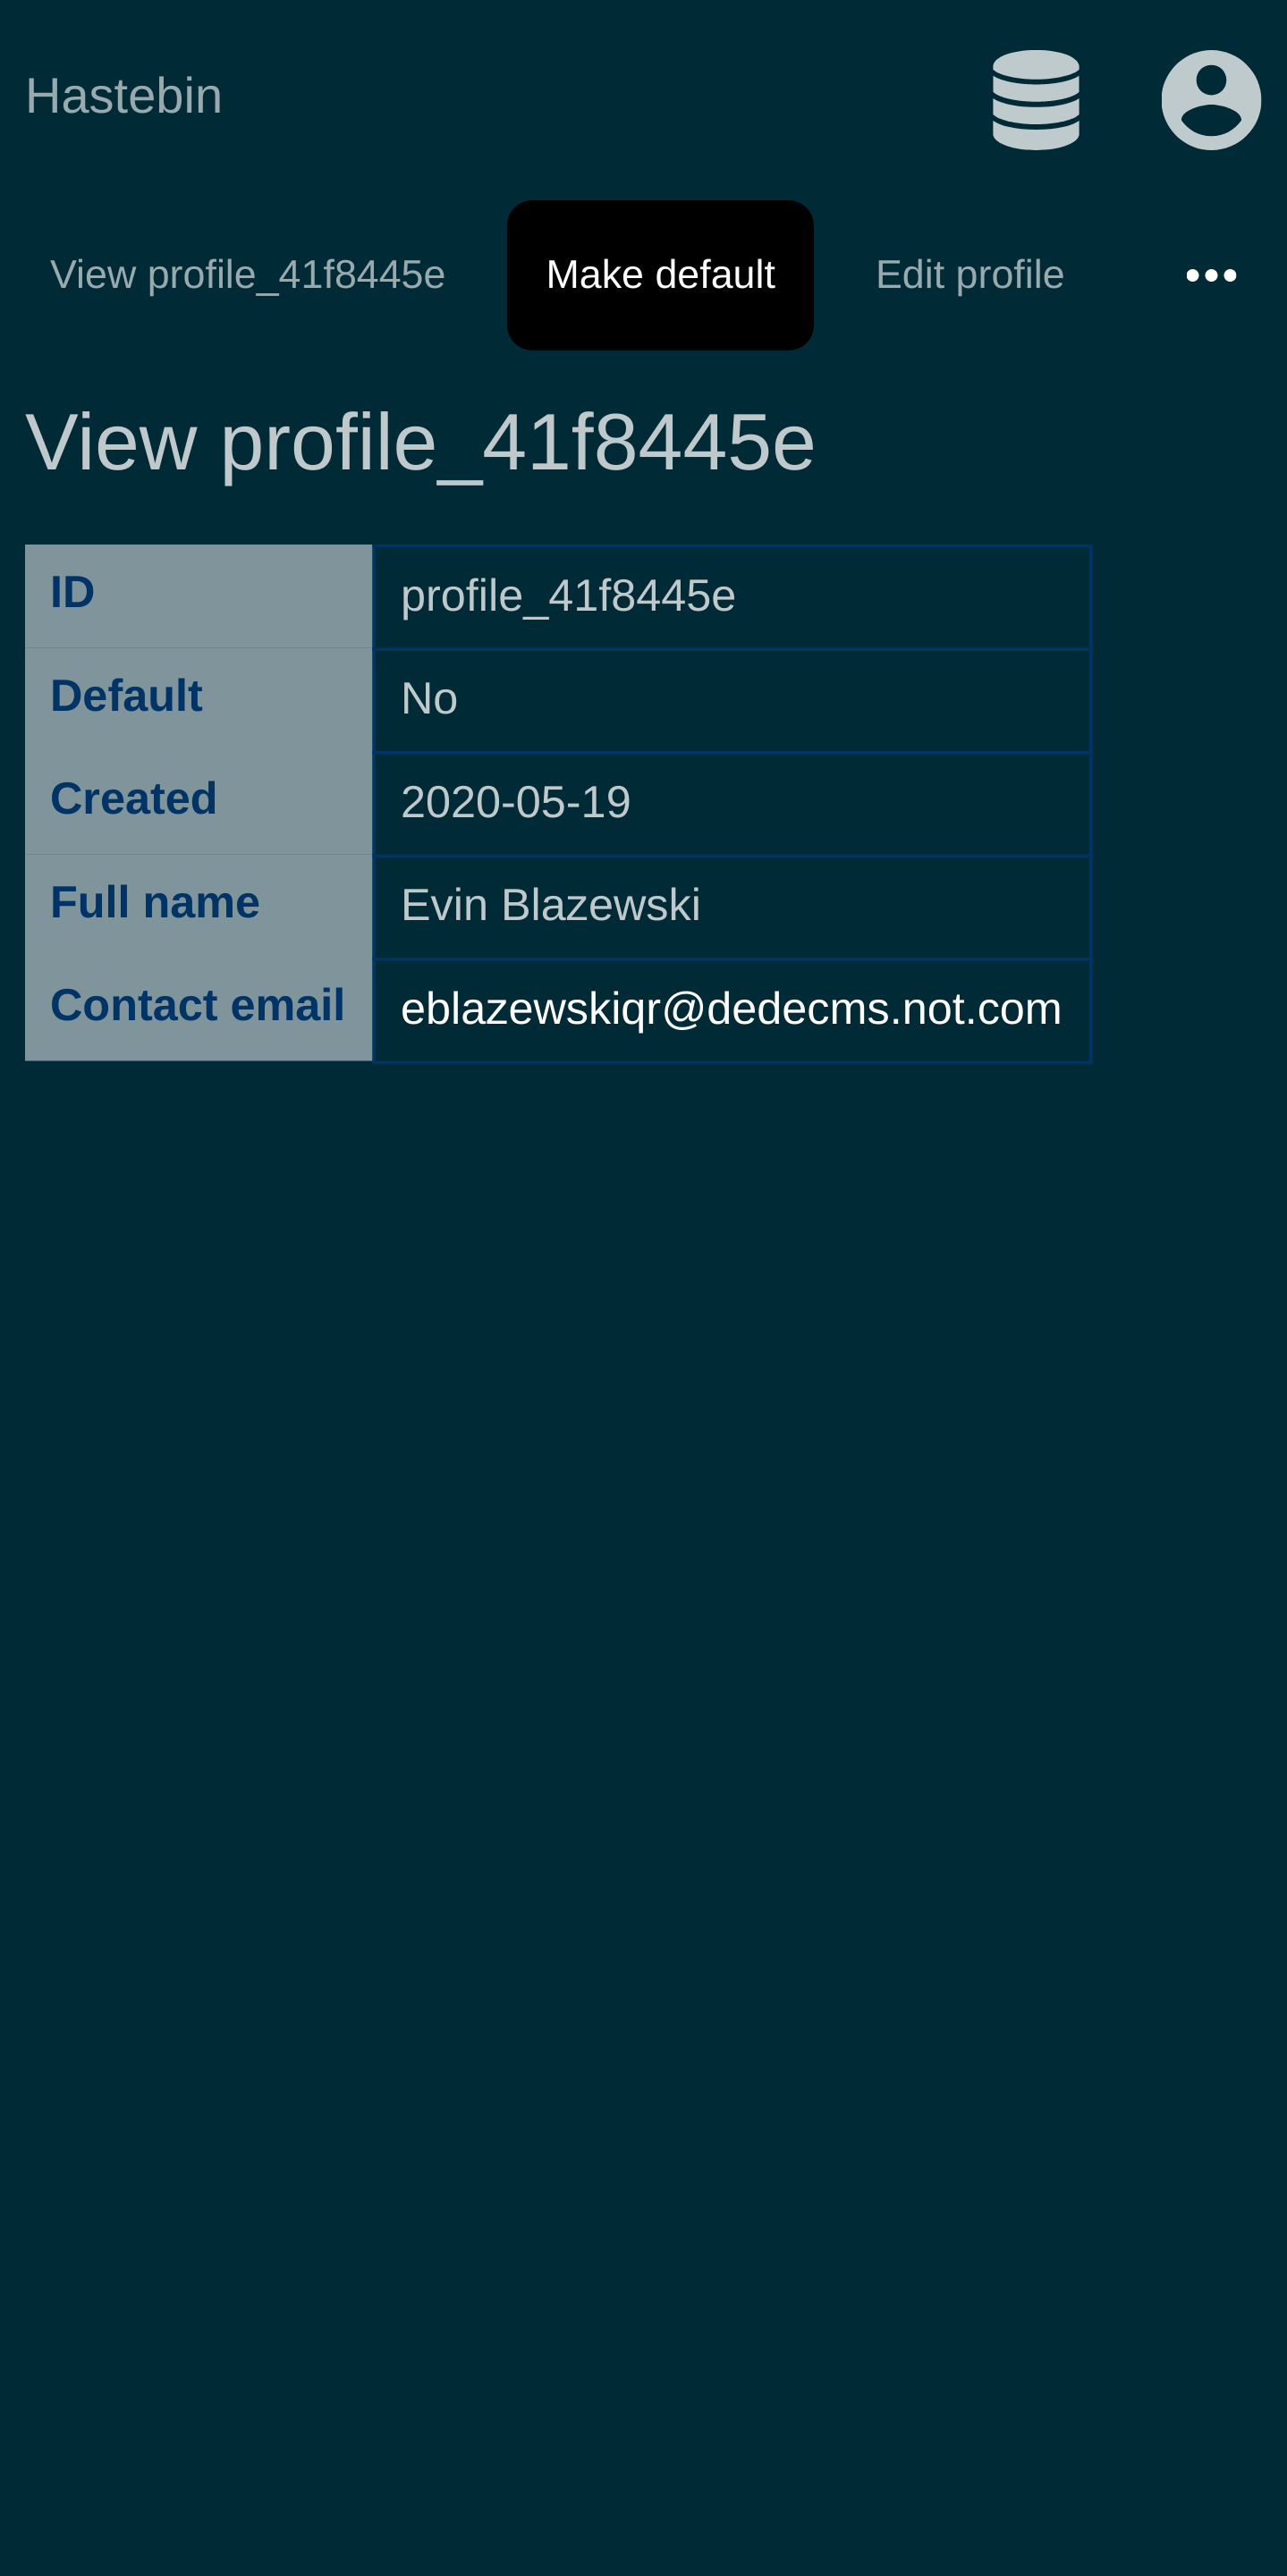 Hastebin
View profile_41f8445e Make default Edit profile
View profile_41f8445e
ID profile_41f8445e
Default No
Created 2020-05-19
Full name Evin Blazewski
Contact email eblazewskiqr@dedecms.not.com